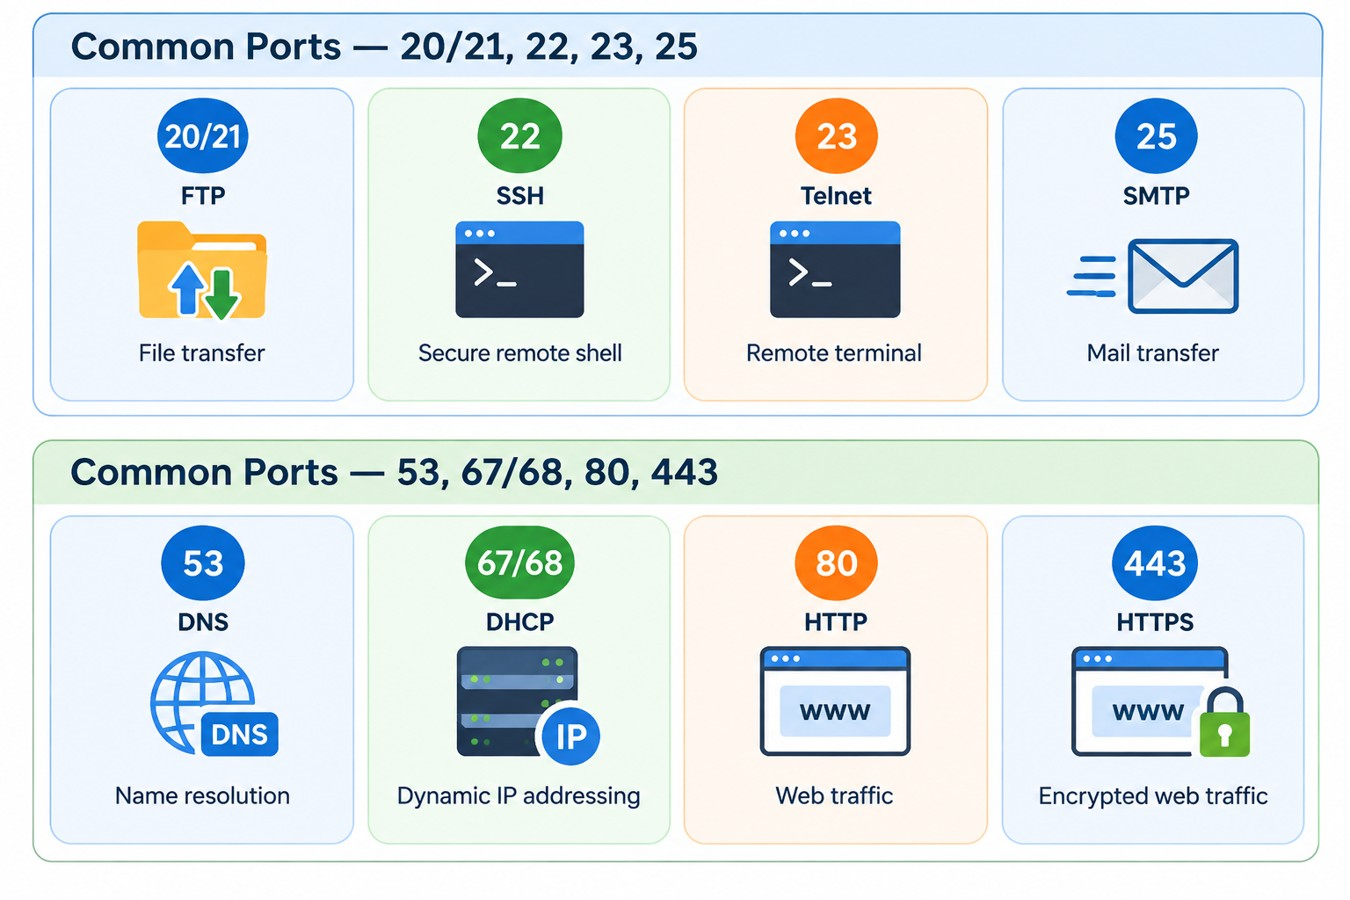 Common Ports — 20/21, 22, 23, 25
20/21
FTP
File transfer
22
SSH
>_
Secure remote shell
23
Telnet
>_
Remote terminal
25
SMTP
Mail transfer
Common Ports — 53, 67/68, 80, 443
53
DNS
DNS
Name resolution
67/68
DHCP
IP
Dynamic IP addressing
80
HTTP
www
Web traffic
443
HTTPS
www
Encrypted web traffic